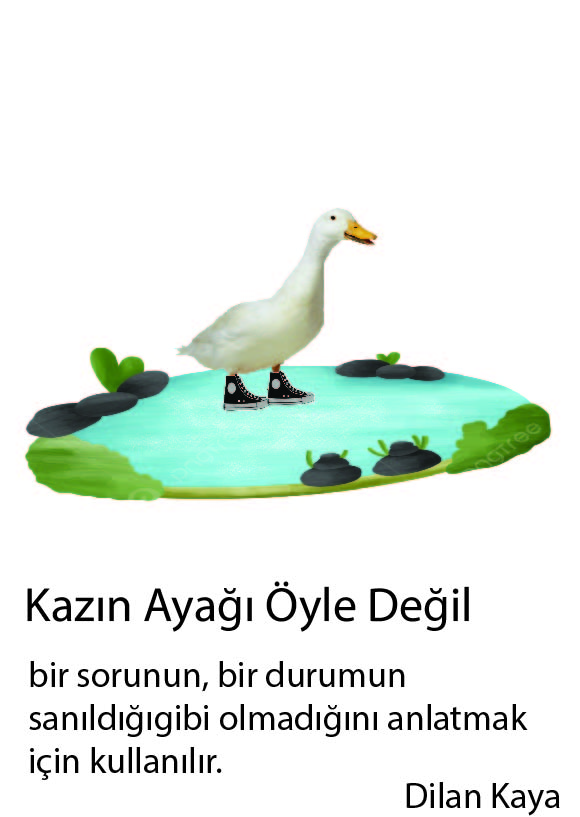 Kazın Ayağı Öyle Değil
bir sorunun, bir durumun
sanıldığıgibi olmadığını anlatmak
için kullanılır.
Dilan Kaya